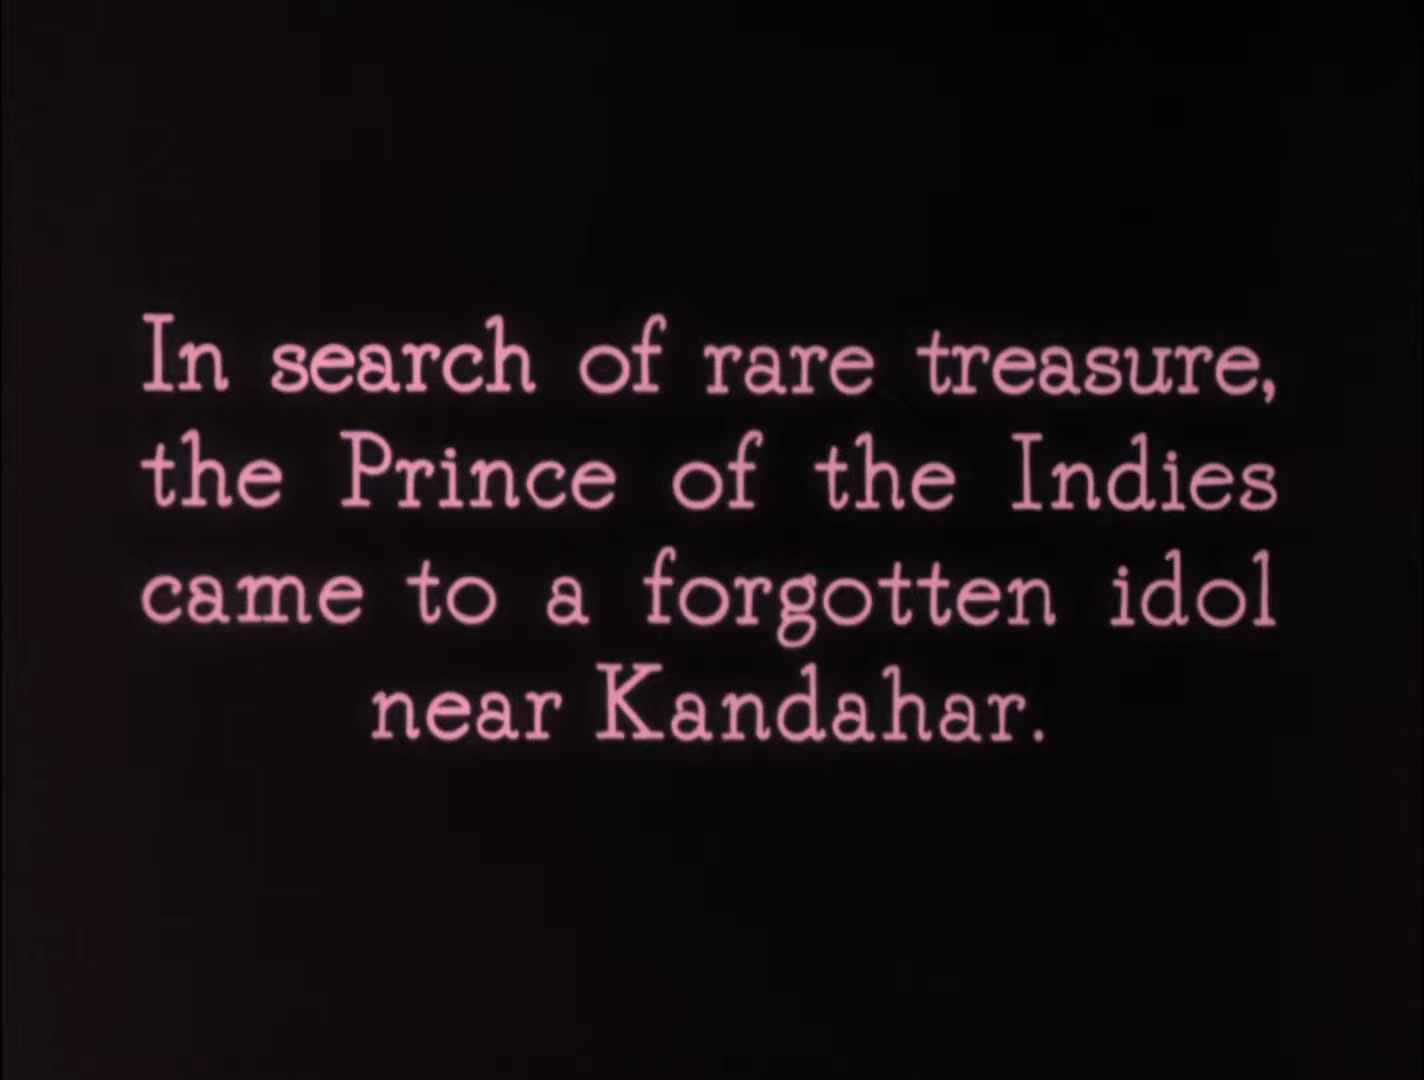 In search of rare treasure,
the Prince of the Indies
came to a forgotten idol
near Kandahar.